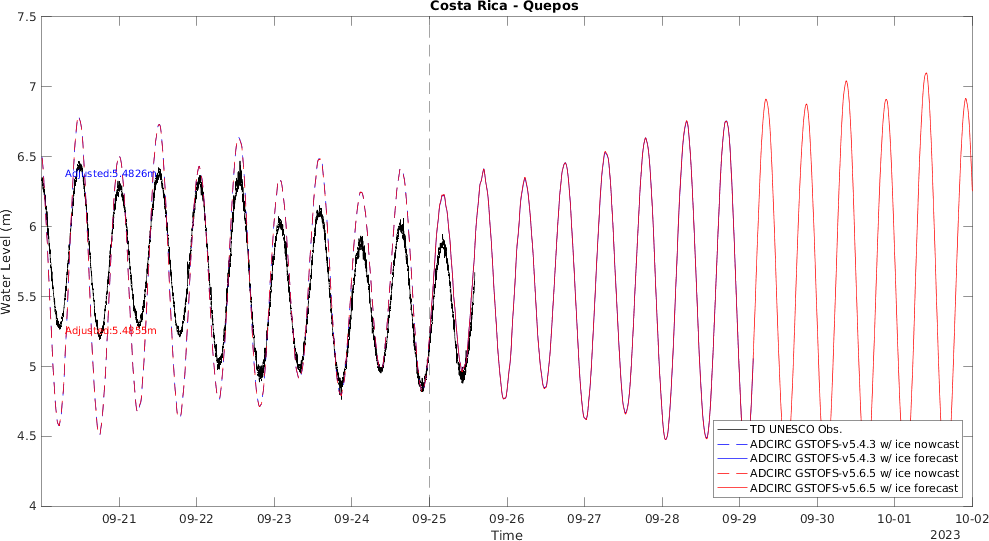 Costa Rica - Quepos
7.5
7
6.5
6
5.5
5
4.5
4
Water Level (m)
Adjusted:5.4826m
Adjusted:5.4855m
TD UNESCO Obs.
ADCIRC GSTOFS-v5.4.3 w/ ice nowcast
ADCIRC GSTOFS-v5.4.3 w/ ice forecast
ADCIRC GSTOFS-v5.6.5 w/ ice nowcast
ADCIRC GSTOFS-v5.6.5 w/ ice forecast
09-21 09-22 09-23 09-24 09-25 09-26 09-27 09-28 09-29 09-30 10-01 10-02
Time
2023